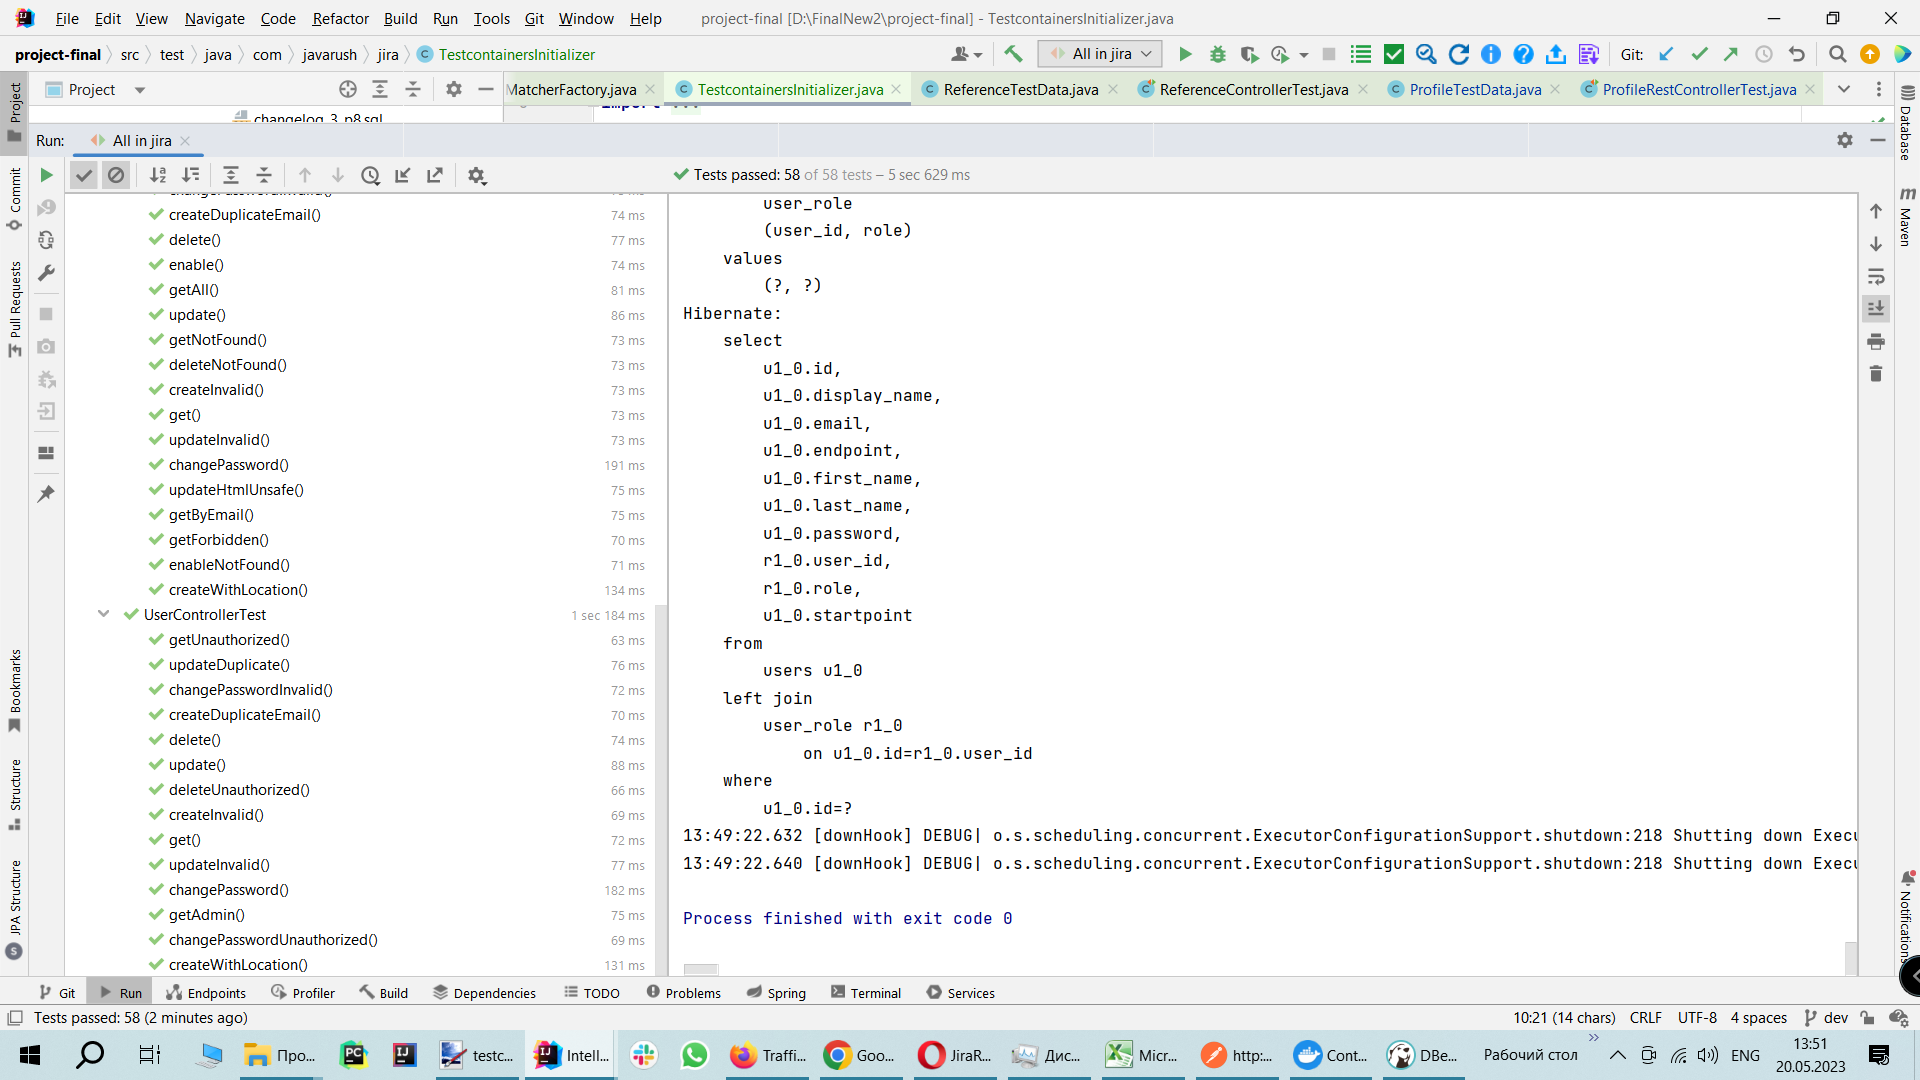 File Edit View Navigate Code Refactor Build Run Tools Git Window Help project-final [D:\FinalNew2\project-final] - TestcontainersInitializer.java
project-final src test java com javarush jira TestcontainersInitializer All in jira Git:
Project MatcherFactory.java TestcontainersInitializer.java ReferenceTestData.java ReferenceControllerTest.java ProfileTestData.java ProfileRestControllerTest.java
changelog_3_p8.sql import ...
Run: All in jira
Tests passed: 58 of 58 tests – 5 sec 629 ms
createDuplicateEmail() 74 ms
delete() 77 ms
enable() 74 ms
getAll() 81 ms
update() 86 ms
getNotFound() 73 ms
deleteNotFound() 73 ms
createInvalid() 73 ms
get() 73 ms
updateInvalid() 73 ms
changePassword() 191 ms
updateHtmlUnsafe() 75 ms
getByEmail() 75 ms
getForbidden() 70 ms
enableNotFound() 71 ms
createWithLocation() 134 ms
UserControllerTest 1 sec 184 ms
getUnauthorized() 63 ms
updateDuplicate() 76 ms
changePasswordInvalid() 72 ms
createDuplicateEmail() 70 ms
delete() 74 ms
update() 88 ms
deleteUnauthorized() 66 ms
createInvalid() 69 ms
get() 72 ms
updateInvalid() 77 ms
changePassword() 182 ms
getAdmin() 75 ms
changePasswordUnauthorized() 69 ms
createWithLocation() 131 ms
user_role
(user_id, role)
values
(?, ?)
Hibernate:
select
u1_0.id,
u1_0.display_name,
u1_0.email,
u1_0.endpoint,
u1_0.first_name,
u1_0.last_name,
u1_0.password,
r1_0.user_id,
r1_0.role,
u1_0.startpoint
from
users u1_0
left join
user_role r1_0
on u1_0.id=r1_0.user_id
where
u1_0.id=?
13:49:22.632 [downHook] DEBUG| o.s.scheduling.concurrent.ExecutorConfigurationSupport.shutdown:218 Shutting down Execu
13:49:22.640 [downHook] DEBUG| o.s.scheduling.concurrent.ExecutorConfigurationSupport.shutdown:218 Shutting down Execu
Process finished with exit code 0
Project
Commit
Pull Requests
Bookmarks
Structure
JPA Structure
Database
Maven
Notifications
Git Run Endpoints Profiler Build Dependencies TODO Problems Spring Terminal Services
Tests passed: 58 (2 minutes ago) 10:21 (14 chars) CRLF UTF-8 4 spaces dev
Про... testc... Intell... Traffi... Goo... JiraR... Дис... Micr... http:... Cont... DBe... Рабочий стол ENG 13:51
20.05.2023